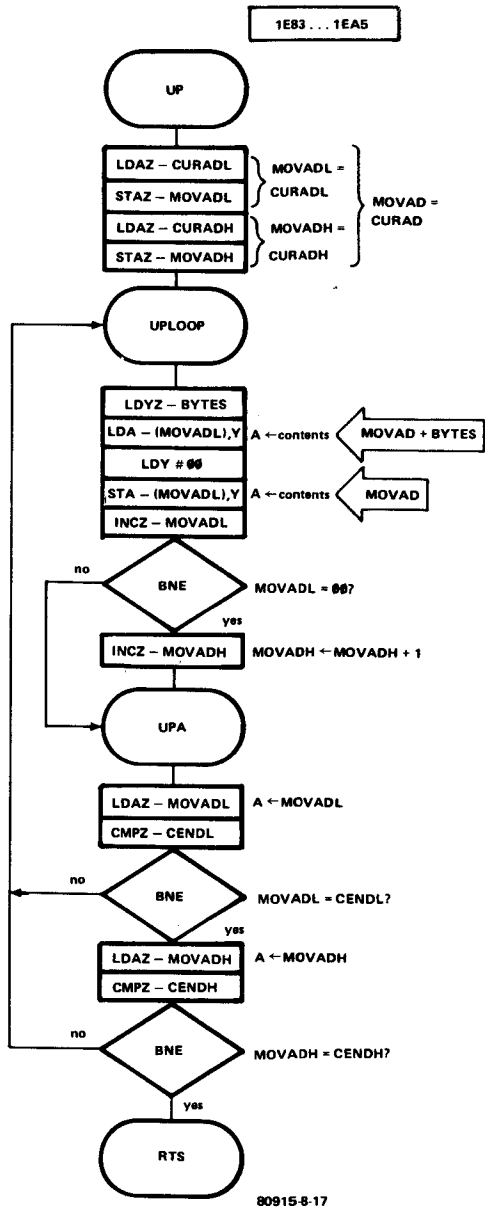 1E83 . . . 1EA5
UP
LDAZ – CURADL
STAZ – MOVADL
LDAZ – CURADH
STAZ – MOVADH
MOVADL =
CURADL
MOVADH =
CURADH
MOVAD =
CURAD
UPLOOP
LDYZ – BYTES
LDA – (MOVADL),Y
A ←contents
MOVAD + BYTES
LDY # 00
STA – (MOVADL),Y
A ←contents
MOVAD
INCZ – MOVADL
no
BNE
MOVADL = 00?
yes
INCZ – MOVADH
MOVADH ← MOVADH + 1
UPA
LDAZ – MOVADL
A ← MOVADL
CMPZ – CENDL
no
BNE
MOVADL = CENDL?
yes
LDAZ – MOVADH
A ← MOVADH
CMPZ – CENDH
no
BNE
MOVADH = CENDH?
yes
RTS
80915-8-17